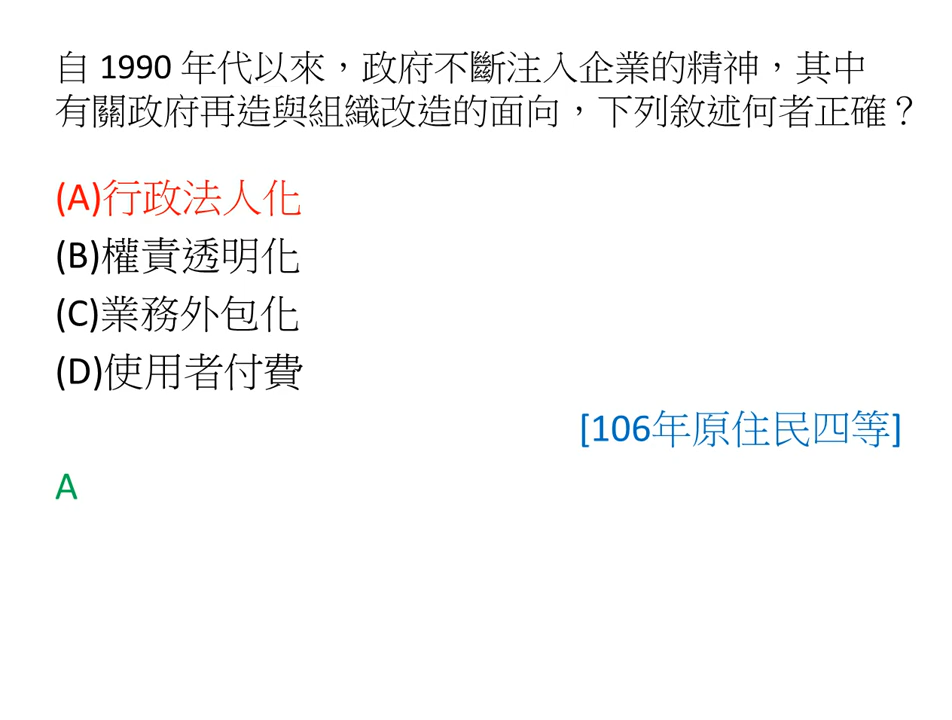 自 1990 年代以來，政府不斷注入企業的精神，其中
有關政府再造與組織改造的面向，下列敘述何者正確？
(A)行政法人化
(B)權責透明化
(C)業務外包化
(D)使用者付費
[106年原住民四等]
A